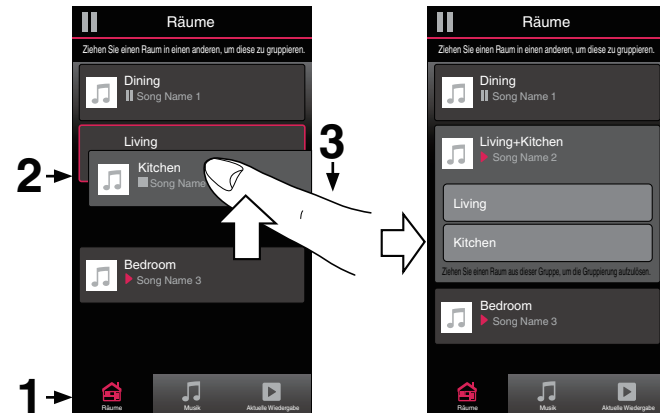 Räume
Ziehen Sie einen Raum in einen anderen, um diese zu gruppieren.
Dining
Song Name 1
Living
Kitchen
Song Name
Bedroom
Song Name 3
Räume
Musik
Aktuelle Wiedergabe
1
2
3
Räume
Ziehen Sie einen Raum in einen anderen, um diese zu gruppieren.
Dining
Song Name 1
Living+Kitchen
Song Name 2
Living
Kitchen
Ziehen Sie einen Raum aus dieser Gruppe, um die Gruppierung aufzulösen.
Bedroom
Song Name 3
Räume
Musik
Aktuelle Wiedergabe